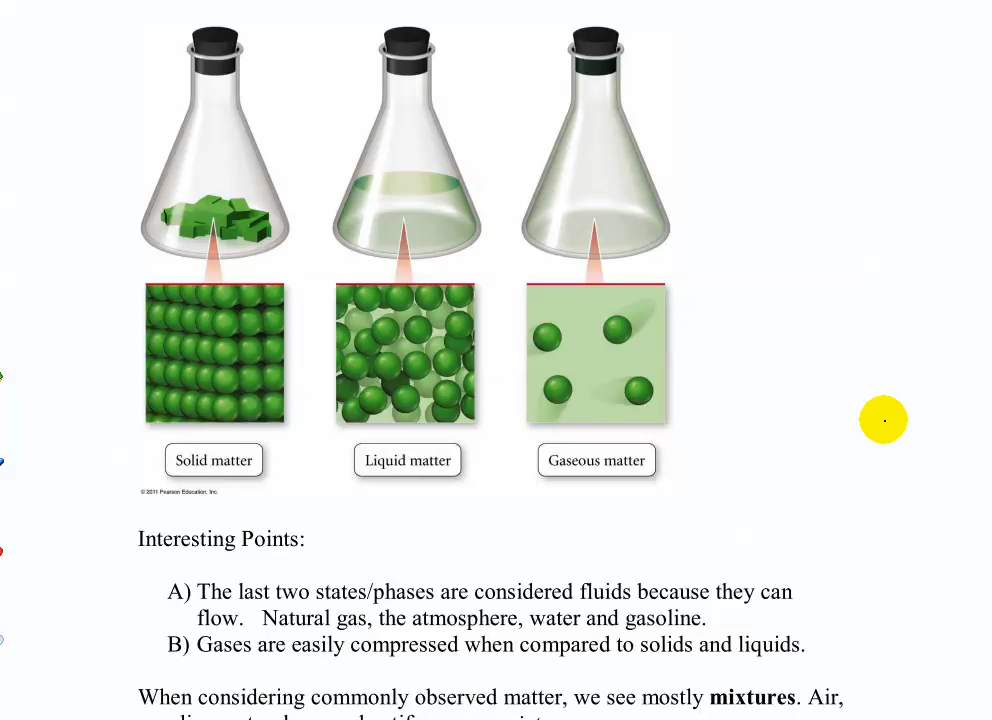 Solid matter
Liquid matter
Gaseous matter
© 2011 Pearson Education, Inc.
Interesting Points:
A) The last two states/phases are considered fluids because they can
flow. Natural gas, the atmosphere, water and gasoline.
B) Gases are easily compressed when compared to solids and liquids.
When considering commonly observed matter, we see mostly mixtures. Air,